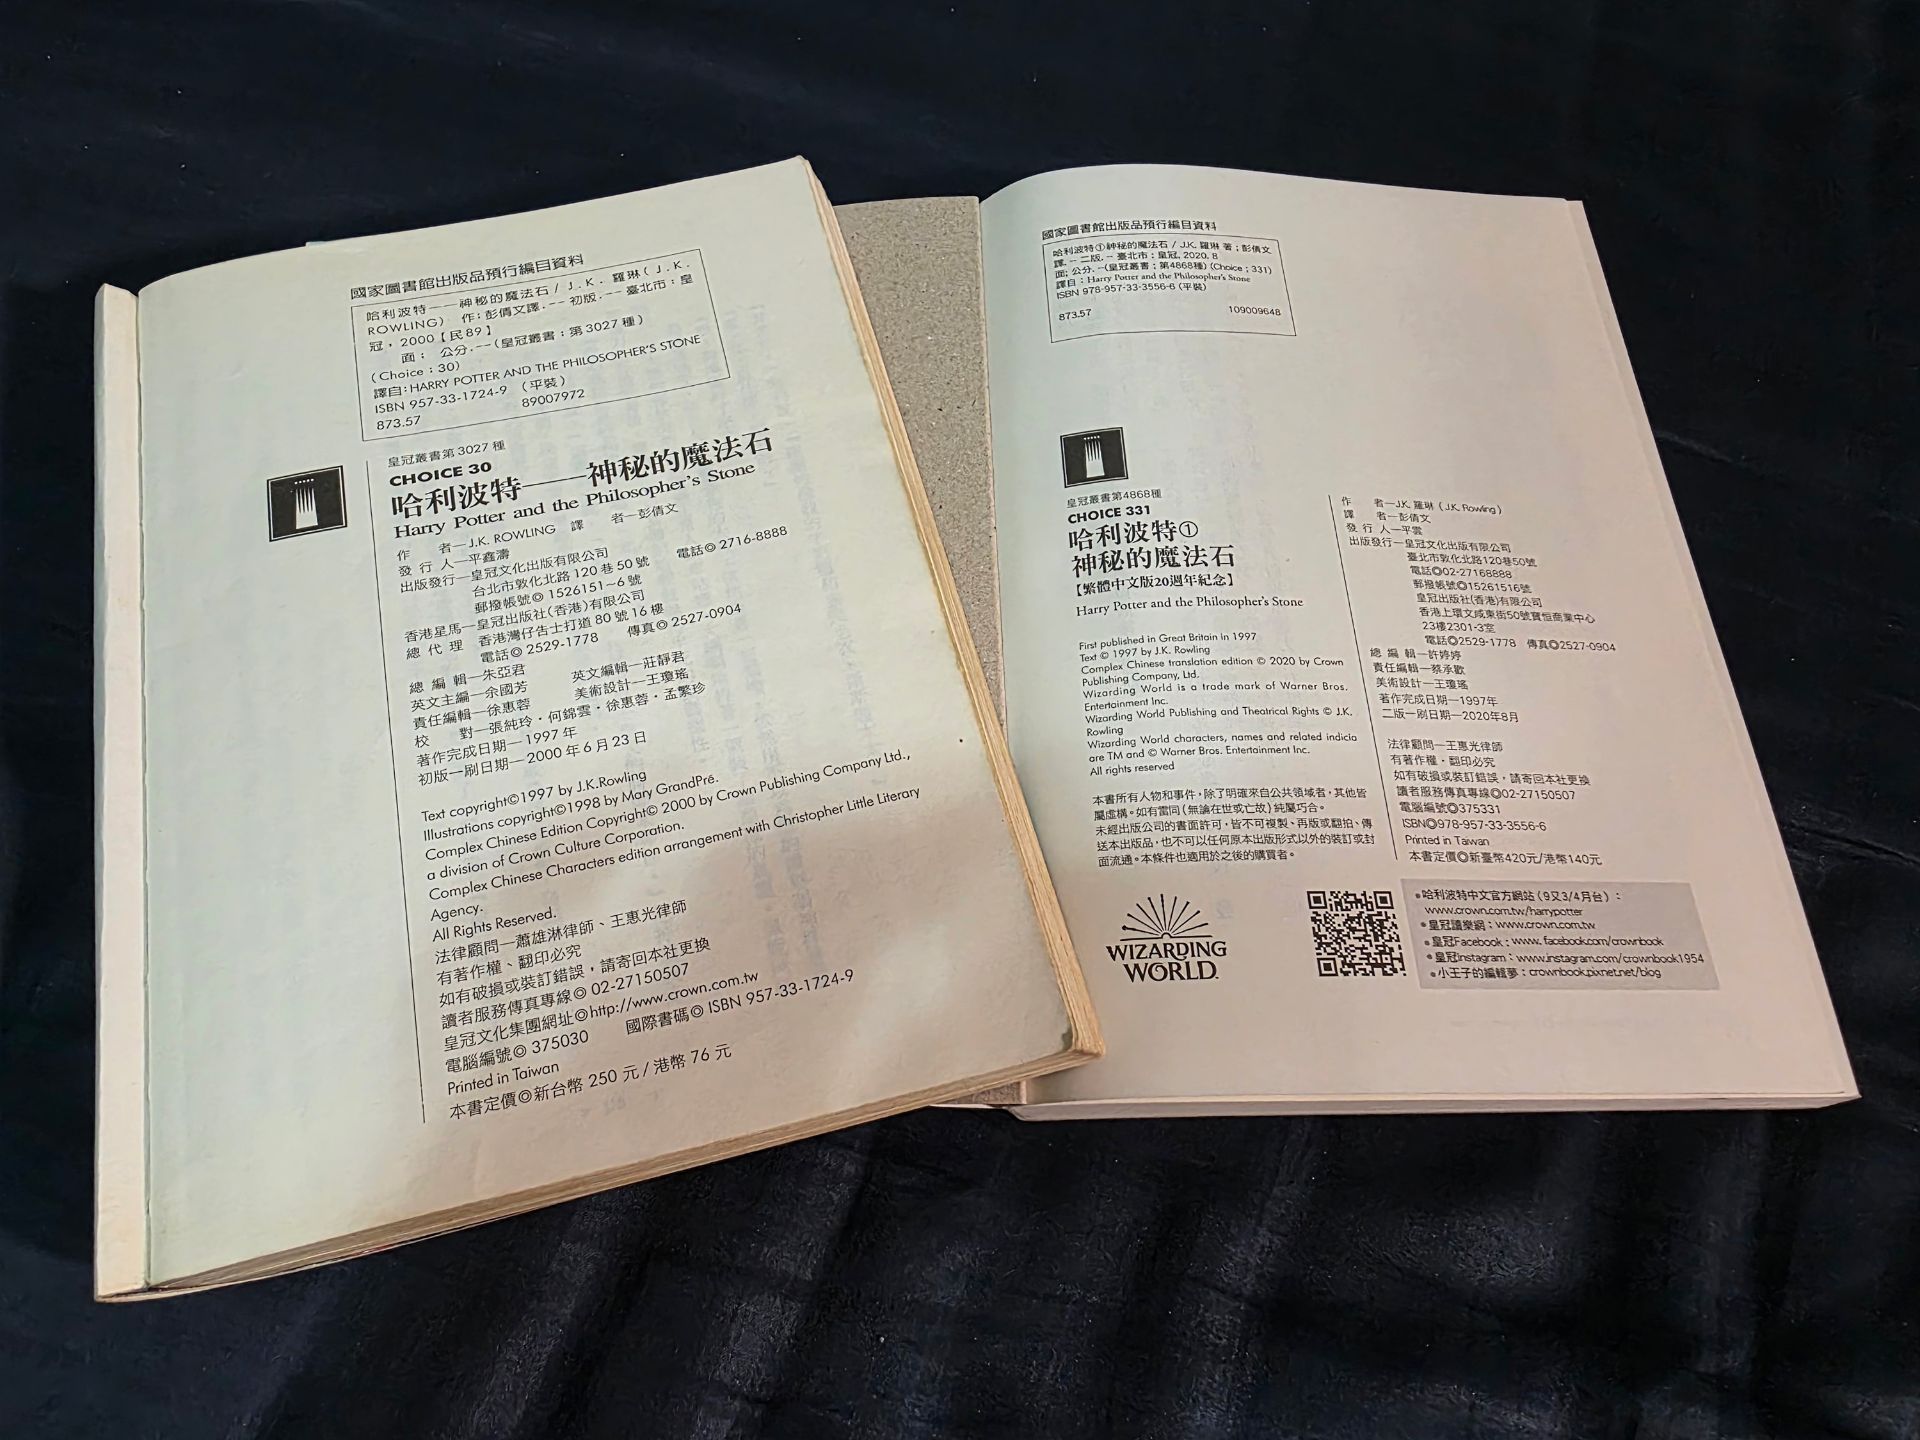 國家圖書館出版品預行編目資料
哈利波特——神秘的魔法石 / J.K. 羅琳(J.K.
ROWLING) 作;彭倩文譯.-- 初版.-- 臺北市:皇
冠,2000【民89】
面; 公分.--(皇冠叢書;第3027種)
(Choice;30)
譯自:HARRY POTTER AND THE PHILOSOPHER'S STONE
ISBN 957-33-1724-9 (平裝)
873.57 89007972
皇冠叢書第3027種
CHOICE 30
哈利波特——神秘的魔法石
Harry Potter and the Philosopher's Stone
作 者—J.K. ROWLING 譯 者—彭倩文
發 行 人—平鑫濤
出版發行—皇冠文化出版有限公司
台北市敦化北路120巷50號 電話◎2716-8888
郵撥帳號◎1526151~6號
香港星馬—皇冠出版社(香港)有限公司
總 代 理 香港灣仔告士打道80號16樓
電話◎2529-1778 傳真◎2527-0904
總 編 輯—朱亞君 英文編輯—莊靜君
英文主編—余國芳 美術設計—王瓊瑤
責任編輯—徐惠蓉
校 對—張純玲・何錦雲・徐惠蓉・孟繁珍
著作完成日期—1997年
初版一刷日期—2000年6月23日
Text copyright©1997 by J.K.Rowling
Illustrations copyright©1998 by Mary GrandPré.
Complex Chinese Edition Copyright© 2000 by Crown Publishing Company Ltd.,
a division of Crown Culture Corporation.
Complex Chinese Characters edition arrangement with Christopher Little Literary
Agency.
All Rights Reserved.
法律顧問—蕭雄淋律師、王惠光律師
有著作權、翻印必究
如有破損或裝訂錯誤,請寄回本社更換
讀者服務傳真專線◎02-27150507
皇冠文化集團網址◎http://www.crown.com.tw
電腦編號◎375030 國際書碼◎ISBN 957-33-1724-9
Printed in Taiwan
本書定價◎新台幣250元/港幣76元
國家圖書館出版品預行編目資料
哈利波特①神秘的魔法石 / J.K. 羅琳 著;彭倩文
譯. -- 二版. -- 臺北市:皇冠, 2020. 8
面; 公分. --(皇冠叢書;第4868種) (Choice;331)
譯自:Harry Potter and the Philosopher's Stone
ISBN 978-957-33-3556-6 (平裝)
873.57 109009648
皇冠叢書第4868種
CHOICE 331
哈利波特①
神秘的魔法石
【繁體中文版20週年紀念】
Harry Potter and the Philosopher's Stone
First published in Great Britain in 1997
Text © 1997 by J.K. Rowling
Complex Chinese translation edition © 2020 by Crown
Publishing Company, Ltd.
Wizarding World is a trade mark of Warner Bros.
Entertainment Inc.
Wizarding World Publishing and Theatrical Rights © J.K.
Rowling
Wizarding World characters, names and related indicia
are TM and © Warner Bros. Entertainment Inc.
All rights reserved
本書所有人物和事件,除了明確來自公共領域者,其他皆
屬虛構。如有雷同(無論在世或亡故)純屬巧合。
未經出版公司的書面許可,皆不可複製、再版或翻拍、傳
送本出版品,也不可以任何原本出版形式以外的裝訂或封
面流通。本條件也適用於之後的購買者。
作 者—J.K. 羅琳(J.K. Rowling)
譯 者—彭倩文
發 行 人—平雲
出版發行—皇冠文化出版有限公司
臺北市敦化北路120巷50號
電話◎02-27168888
郵撥帳號◎15261516號
皇冠出版社(香港)有限公司
香港上環文咸東街50號寶恒商業中心
23樓2301-3室
電話◎2529-1778 傳真◎2527-0904
總 編 輯—許婷婷
責任編輯—蔡承歡
美術設計—王瓊瑤
著作完成日期—1997年
二版一刷日期—2020年8月
法律顧問—王惠光律師
有著作權・翻印必究
如有破損或裝訂錯誤,請寄回本社更換
讀者服務傳真專線◎02-27150507
電腦編號◎375331
ISBN◎978-957-33-3556-6
Printed in Taiwan
本書定價◎新臺幣420元/港幣140元
WIZARDING
WORLD
●哈利波特中文官方網站(9又3/4月台):
www.crown.com.tw/harrypotter
●皇冠讀樂網:www.crown.com.tw
●皇冠Facebook:www. facebook.com/crownbook
●皇冠Instagram:www.instagram.com/crownbook1954
●小王子的編輯夢:crownbook.pixnet.net/blog